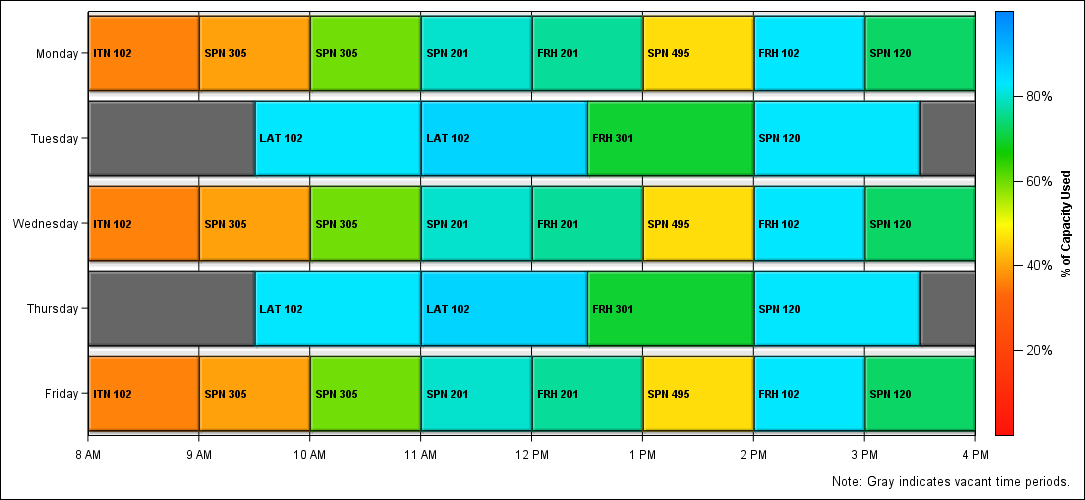 Monday
ITN 102 SPN 305 SPN 305 SPN 201 FRH 201 SPN 495 FRH 102 SPN 120
Tuesday
LAT 102 LAT 102 FRH 301 SPN 120
Wednesday
ITN 102 SPN 305 SPN 305 SPN 201 FRH 201 SPN 495 FRH 102 SPN 120
Thursday
LAT 102 LAT 102 FRH 301 SPN 120
Friday
ITN 102 SPN 305 SPN 305 SPN 201 FRH 201 SPN 495 FRH 102 SPN 120
8 AM 9 AM 10 AM 11 AM 12 PM 1 PM 2 PM 3 PM 4 PM
80%
60%
40%
20%
% of Capacity Used
Note: Gray indicates vacant time periods.